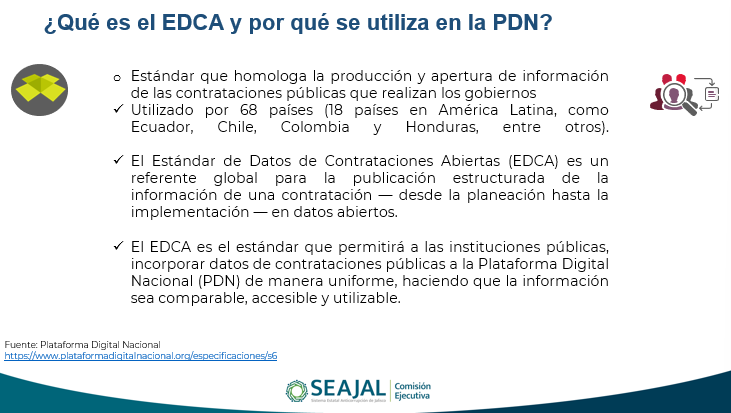 ¿Qué es el EDCA y por qué se utiliza en la PDN?
o Estándar que homologa la producción y apertura de información
de las contrataciones públicas que realizan los gobiernos
✓ Utilizado por 68 países (18 países en América Latina, como
Ecuador, Chile, Colombia y Honduras, entre otros).
✓ El Estándar de Datos de Contrataciones Abiertas (EDCA) es un
referente global para la publicación estructurada de la
información de una contratación — desde la planeación hasta la
implementación — en datos abiertos.
✓ El EDCA es el estándar que permitirá a las instituciones públicas,
incorporar datos de contrataciones públicas a la Plataforma Digital
Nacional (PDN) de manera uniforme, haciendo que la información
sea comparable, accesible y utilizable.
Fuente: Plataforma Digital Nacional
https://www.plataformadigitalnacional.org/especificaciones/s6
SEAJAL
Sistema Estatal Anticorrupción de Jalisco
Comisión
Ejecutiva